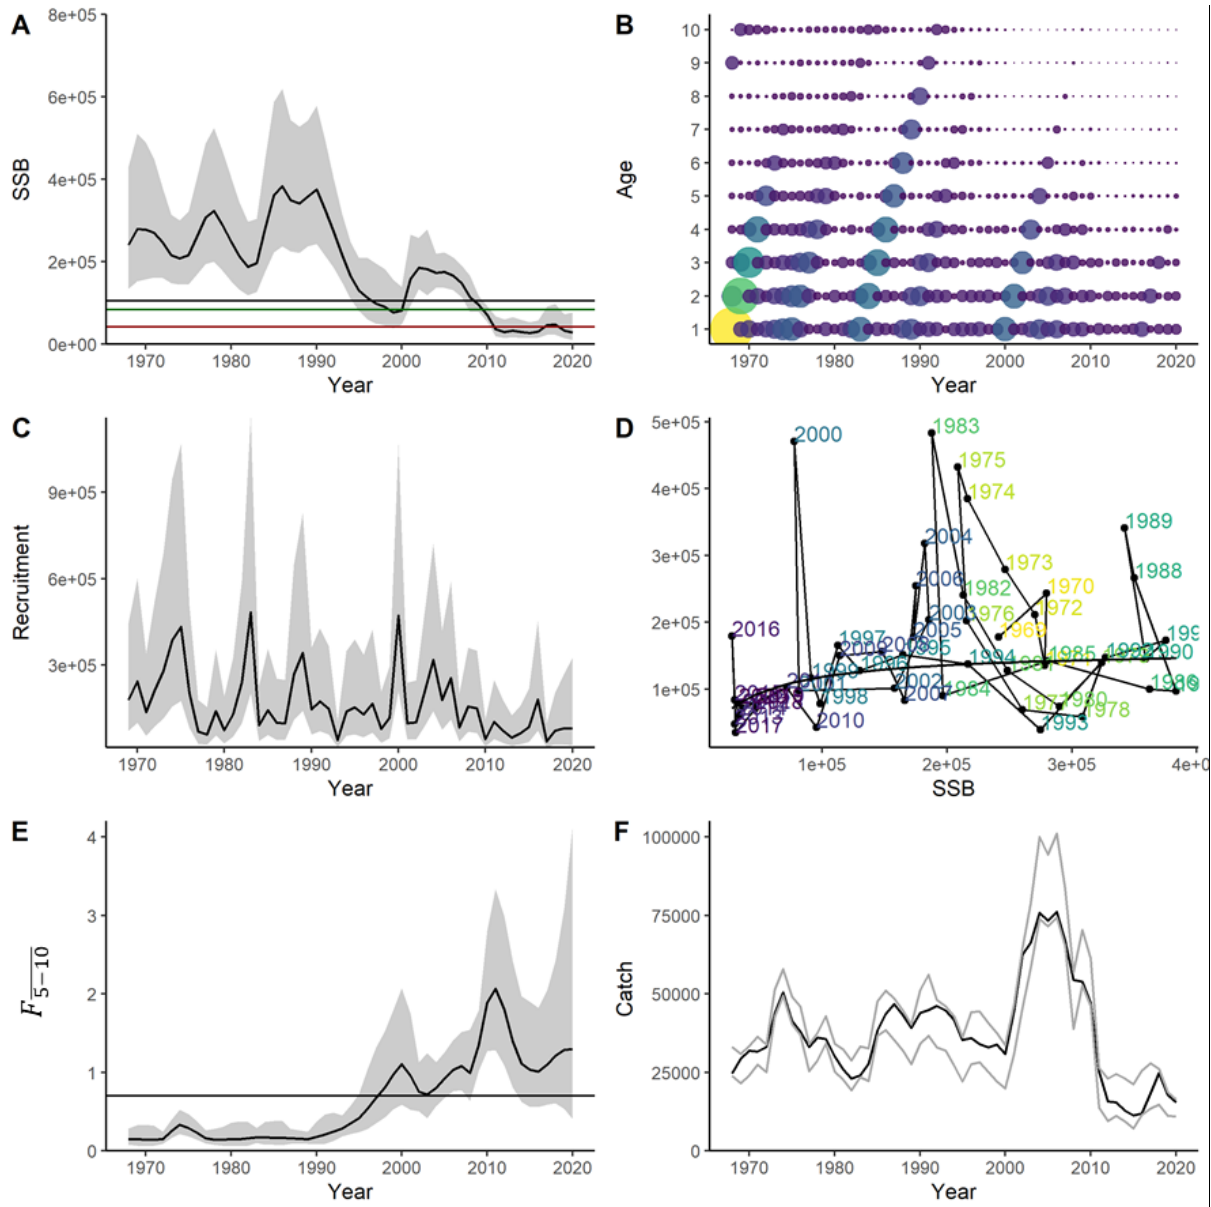 A
8e+05
6e+05
4e+05
2e+05
0e+00
SSB
1970 1980 1990 2000 2010 2020
Year
B
10
9
8
7
6
5
4
3
2
1
Age
1970 1980 1990 2000 2010 2020
Year
C
9e+05
6e+05
3e+05
Recruitment
1970 1980 1990 2000 2010 2020
Year
D
5e+05
4e+05
3e+05
2e+05
1e+05
2000
1983
1975
1974
1989
2004
1973
1988
2006
1982
1970
1972
2003
1976
2016
2005
1969
1997
1994
1985
1990
1996
2002
1986
1998
2007
1984
1980
1978
2010
1993
2017
1e+05 2e+05 3e+05
SSB
E
4
3
2
1
0
F5−10
1970 1980 1990 2000 2010 2020
Year
F
100000
75000
50000
25000
0
Catch
1970 1980 1990 2000 2010 2020
Year